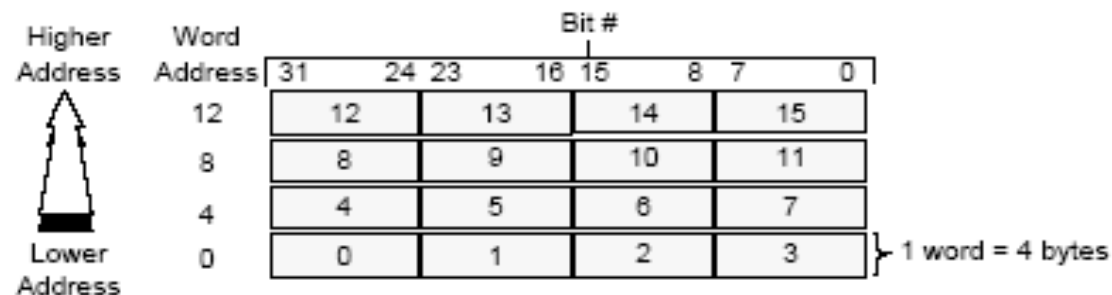 Bit #
Higher Word
Address Address 31 24 23 16 15 8 7 0
12 12 13 14 15
8 8 9 10 11
4 4 5 6 7
Lower 0 0 1 2 3 1 word = 4 bytes
Address